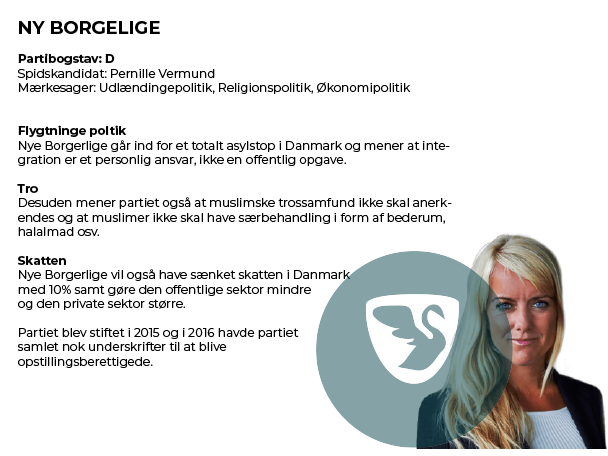 NY BORGELIGE
Partibogstav: D
Spidskandidat: Pernille Vermund
Mærkesager: Udlændingepolitik, Religionspolitik, Økonomipolitik
Flygtninge poltik
Nye Borgerlige går ind for et totalt asylstop i Danmark og mener at inte-
gration er et personlig ansvar, ikke en offentlig opgave.
Tro
Desuden mener partiet også at muslimske trossamfund ikke skal anerk-
endes og at muslimer ikke skal have særbehandling i form af bederum,
halalmad osv.
Skatten
Nye Borgerlige vil også have sænket skatten i Danmark
med 10% samt gøre den offentlige sektor mindre
og den private sektor større.
Partiet blev stiftet i 2015 og i 2016 havde partiet
samlet nok underskrifter til at blive
opstillingsberettigede.